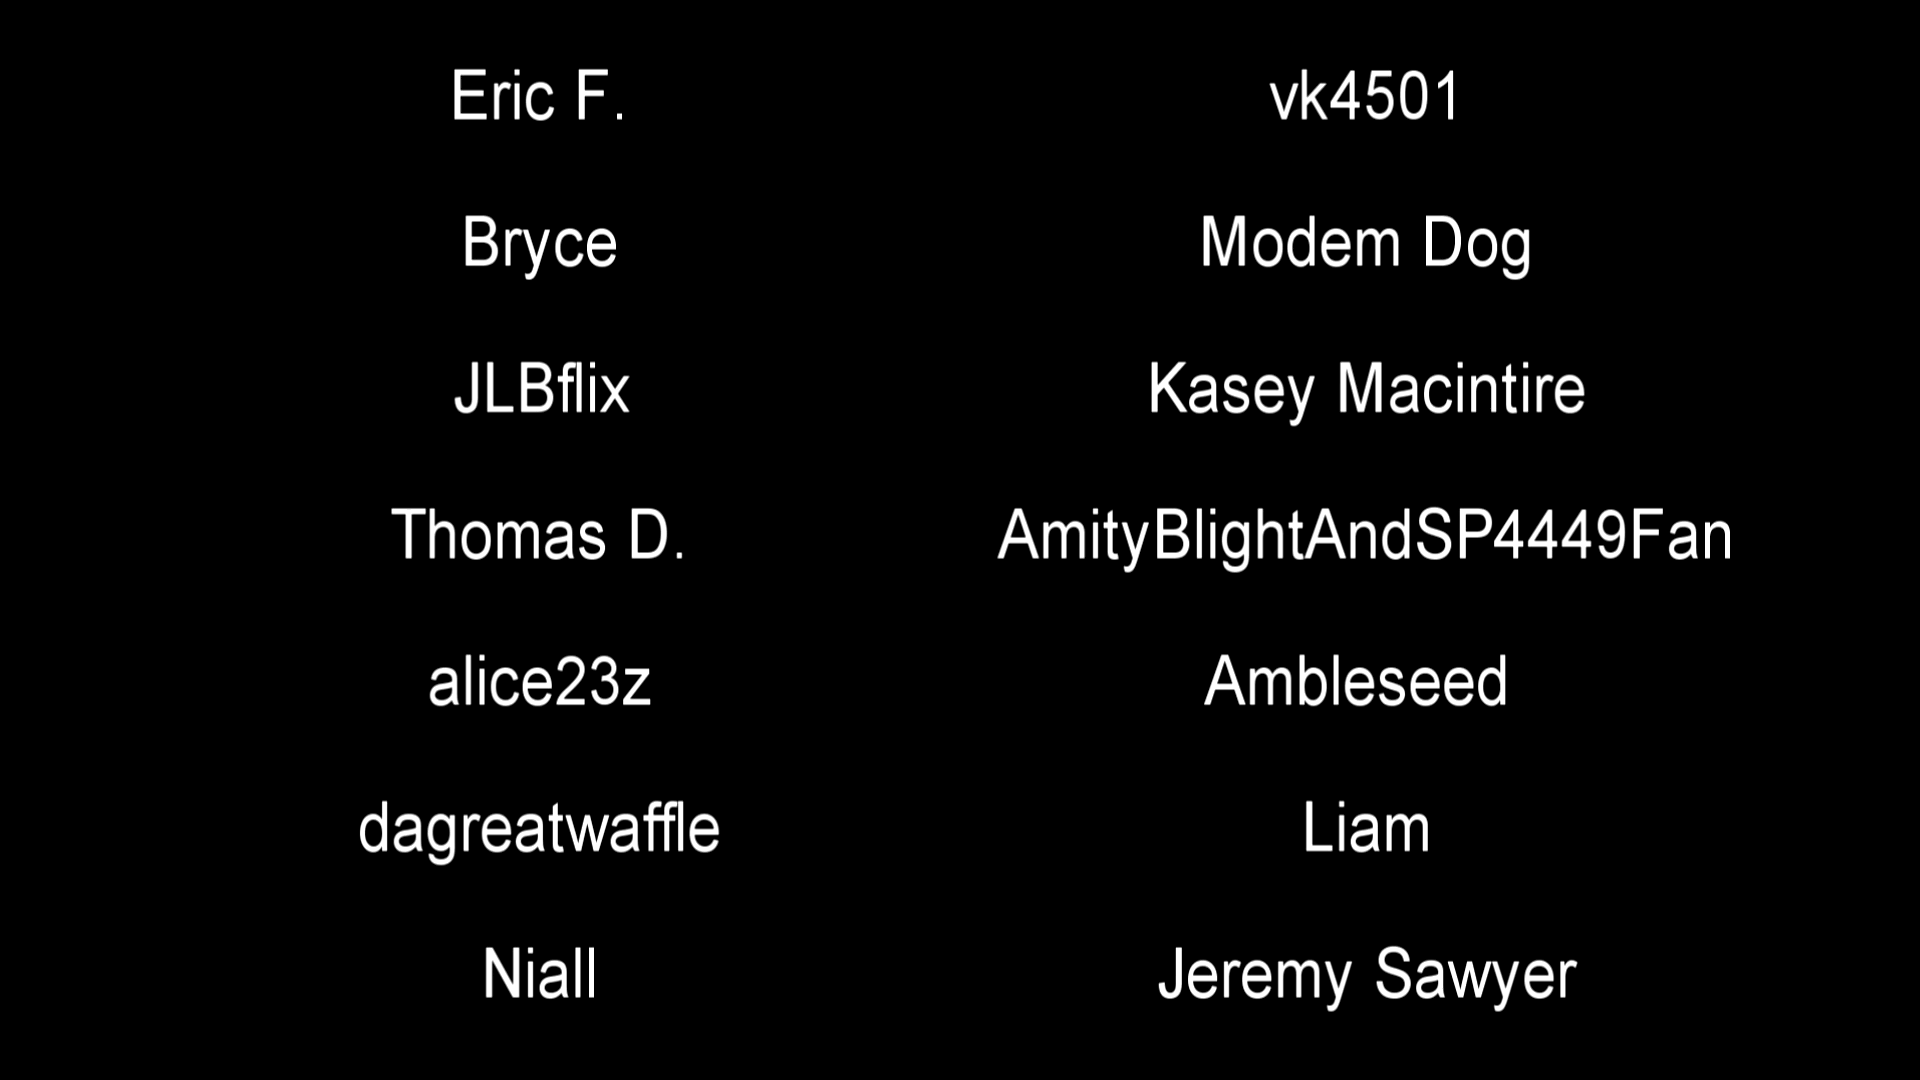 Eric F.
vk4501
Bryce
Modem Dog
JLBflix
Kasey Macintire
Thomas D.
AmityBlightAndSP4449Fan
alice23z
Ambleseed
dagreatwaffle
Liam
Niall
Jeremy Sawyer